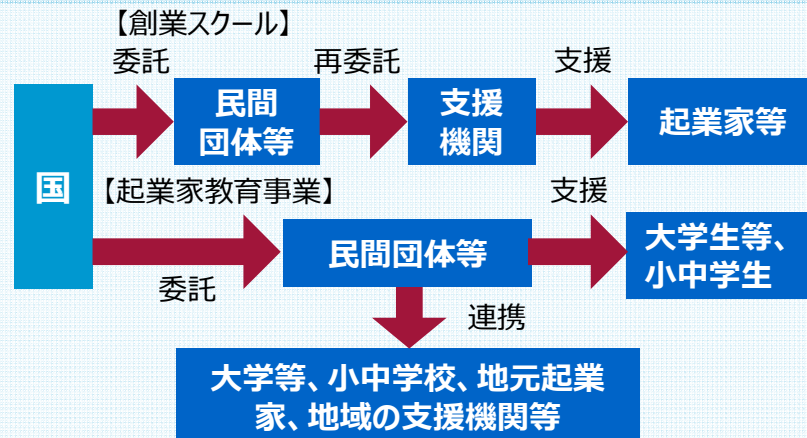 【創業スクール】
委託 再委託 支援
民間
団体等
支援
機関
起業家等
国
【起業家教育事業】
支援
委託
民間団体等
大学生等、
小中学生
連携
大学等、小中学校、地元起業
家、地域の支援機関等